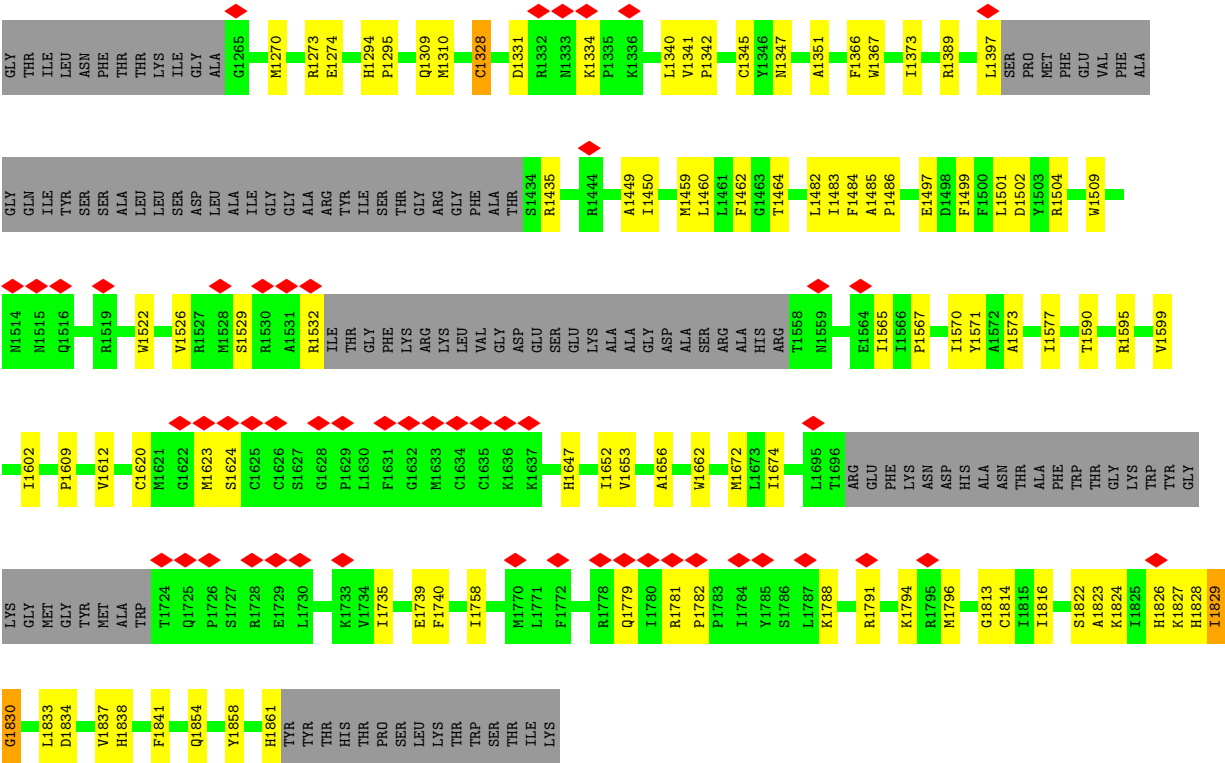 GLY THR ILE LEU ASN PHE THR THR LYS ILE GLY ALA G1265 M1270 R1273 E1274 H1294 P1295 Q1309 M1310 C1328 D1331 R1332 N1333 K1334 P1335 K1336 L1340 V1341 P1342 C1345 Y1346 N1347 A1351 F1366 W1367 I1373 R1389 L1397 SER PRO MET PHE GLU VAL PHE ALA
GLY GLN ILE TYR SER SER ALA LEU LEU SER ASP LEU ALA ILE GLY GLY ALA ARG TYR ILE SER THR GLY ARG GLY PHE ALA THR S1434 R1435 R1444 A1449 I1450 M1459 L1460 L1461 F1462 G1463 T1464 L1482 I1483 F1484 A1485 P1486 E1497 D1498 F1499 F1500 L1501 D1502 Y1503 R1504 W1509
N1514 N1515 Q1516 R1519 W1522 V1526 R1527 M1528 S1529 R1530 A1531 R1532 ILE THR GLY PHE LYS ARG LYS LEU VAL GLY ASP GLU SER GLU LYS ALA ALA ALA GLY ASP ALA SER ARG ALA HIS ARG T1558 N1559 E1564 I1565 I1566 P1567 I1570 Y1571 A1572 A1573 I1577 T1590 R1595 V1599
I1602 P1609 V1612 C1620 M1621 G1622 M1623 S1624 C1625 C1626 S1627 G1628 P1629 L1630 F1631 G1632 M1633 C1634 C1635 K1636 K1637 H1647 I1652 V1653 A1656 W1662 M1672 L1673 I1674 L1695 T1696 ARG GLU PHE LYS ASN ASP HIS ALA ASN THR ALA PHE TRP THR GLY LYS TRP TYR GLY
LYS GLY MET GLY TYR MET ALA TRP T1724 Q1725 P1726 S1727 R1728 E1729 L1730 K1733 V1734 I1735 E1739 F1740 I1758 M1770 L1771 F1772 R1778 Q1779 I1780 R1781 P1782 P1783 I1784 Y1785 S1786 L1787 K1788 R1791 K1794 R1795 M1796 G1813 C1814 I1815 I1816 S1822 A1823 K1824 I1825 H1826 K1827 H1828 I1829
G1830 L1833 D1834 V1837 H1838 F1841 Q1854 Y1858 H1861 TYR TYR THR HIS THR PRO SER LEU LYS THR TRP SER THR ILE LYS